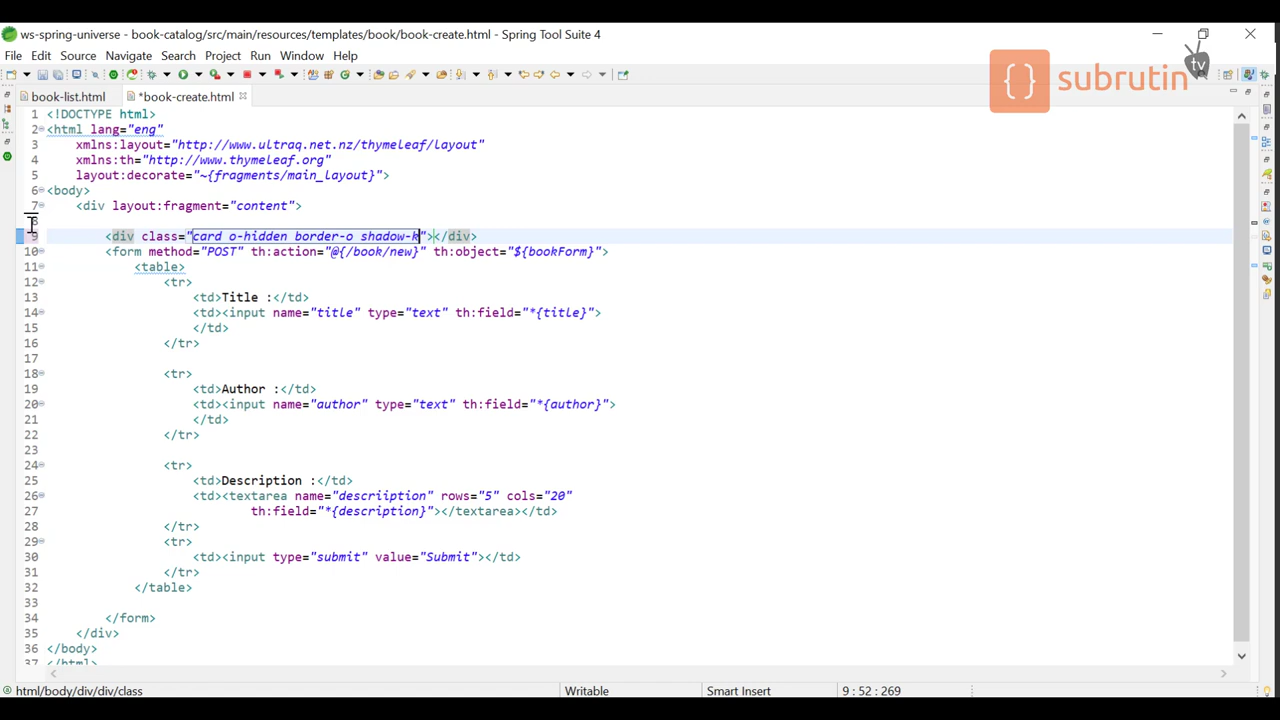 ws-spring-universe - book-catalog/src/main/resources/templates/book/book-create.html - Spring Tool Suite 4
File Edit Source Navigate Search Project Run Window Help
{ } subrutin tv
book-list.html *book-create.html
1 <!DOCTYPE html>
2 <html lang="eng"
3 xmlns:layout="http://www.ultraq.net.nz/thymeleaf/layout"
4 xmlns:th="http://www.thymeleaf.org"
5 layout:decorate="~{fragments/main_layout}">
6 <body>
7 <div layout:fragment="content">
8
9 <div class="card o-hidden border-o shadow-k"></div>
10 <form method="POST" th:action="@{/book/new}" th:object="${bookForm}">
11 <table>
12 <tr>
13 <td>Title :</td>
14 <td><input name="title" type="text" th:field="*{title}">
15 </td>
16 </tr>
17
18 <tr>
19 <td>Author :</td>
20 <td><input name="author" type="text" th:field="*{author}">
21 </td>
22 </tr>
23
24 <tr>
25 <td>Description :</td>
26 <td><textarea name="descriiption" rows="5" cols="20"
27 th:field="*{description}"></textarea></td>
28 </tr>
29 <tr>
30 <td><input type="submit" value="Submit"></td>
31 </tr>
32 </table>
33
34 </form>
35 </div>
36 </body>
37 </html>
html/body/div/div/class Writable Smart Insert 9 : 52 : 269